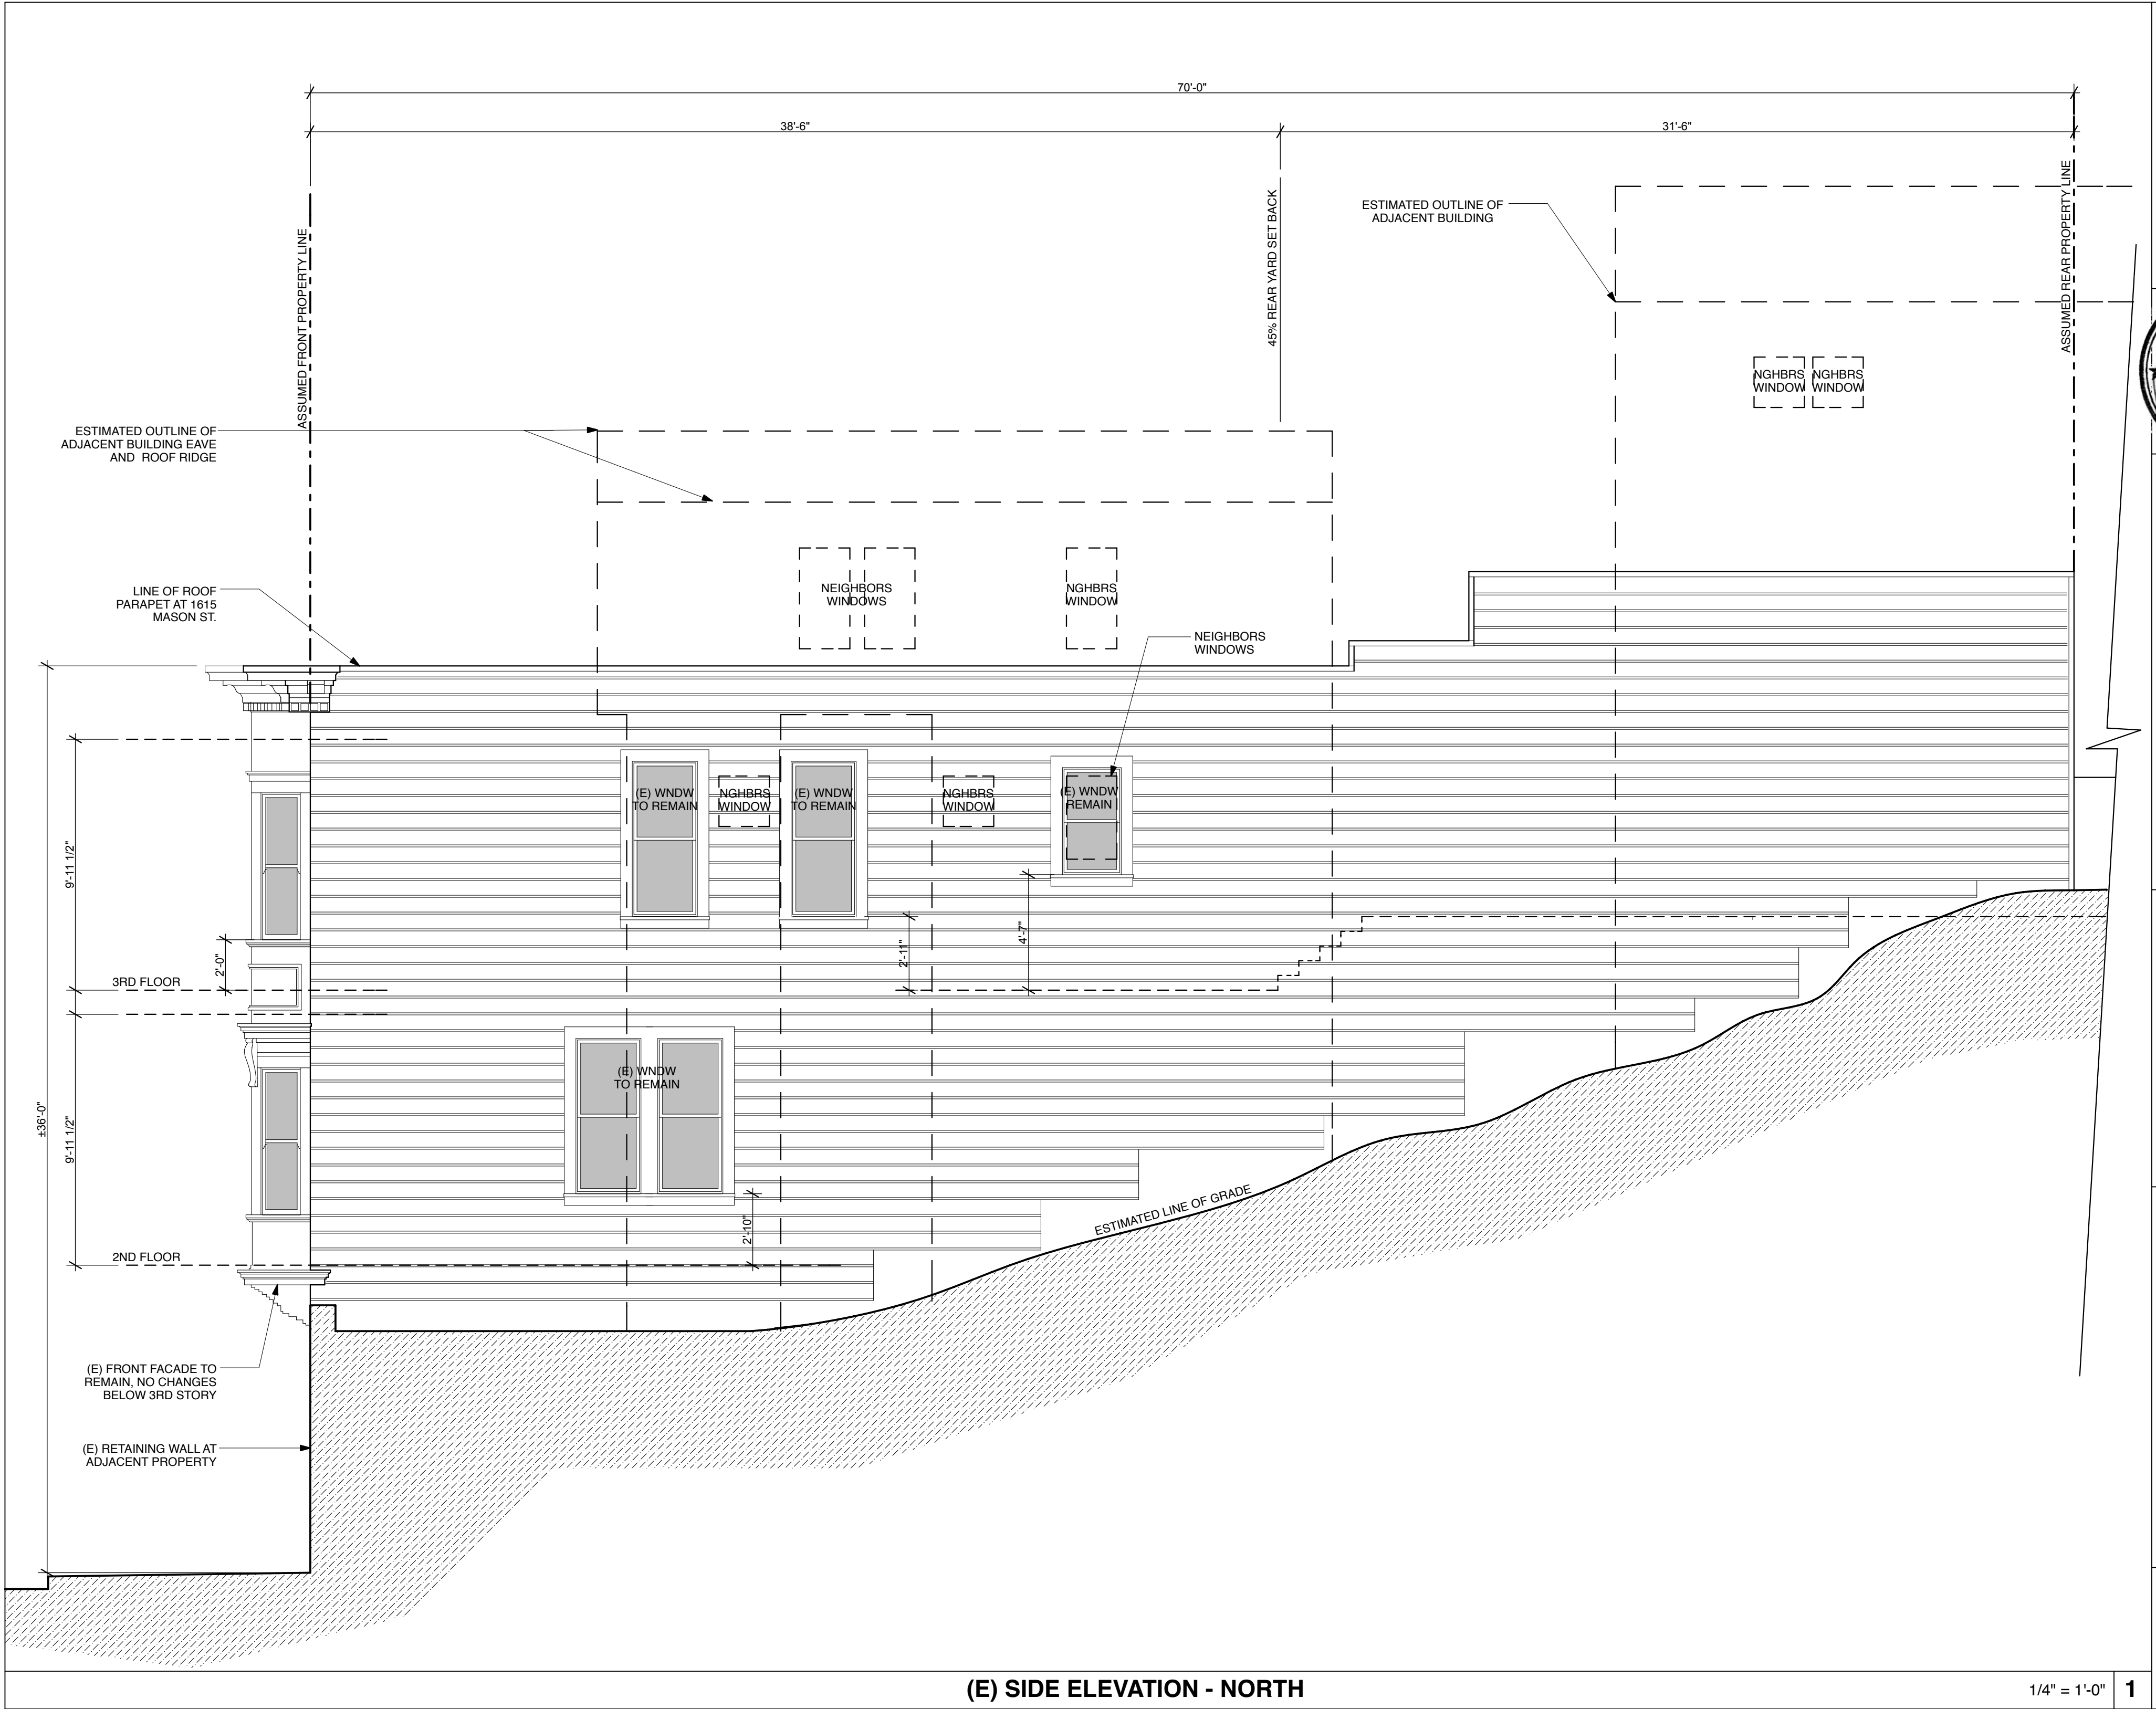 70'-0"
38'-6"
31'-6"
ASSUMED FRONT PROPERTY LINE
45% REAR YARD SET BACK
ASSUMED REAR PROPERTY LINE
ESTIMATED OUTLINE OF
ADJACENT BUILDING
NGHBRS
WINDOW
NGHBRS
WINDOW
ESTIMATED OUTLINE OF
ADJACENT BUILDING EAVE
AND ROOF RIDGE
LINE OF ROOF
PARAPET AT 1615
MASON ST.
NEIGHBORS
WINDOWS
NGHBRS
WINDOW
NEIGHBORS
WINDOWS
(E) WNDW
TO REMAIN
NGHBRS
WINDOW
(E) WNDW
TO REMAIN
NGHBRS
WINDOW
(E) WNDW
REMAIN
9'-11 1/2"
2'-0"
2'-11"
4'-7"
3RD FLOOR
(E) WNDW
TO REMAIN
±36'-0"
9'-11 1/2"
2'-10"
ESTIMATED LINE OF GRADE
2ND FLOOR
(E) FRONT FACADE TO
REMAIN, NO CHANGES
BELOW 3RD STORY
(E) RETAINING WALL AT
ADJACENT PROPERTY
(E) SIDE ELEVATION - NORTH
1/4" = 1'-0"
1